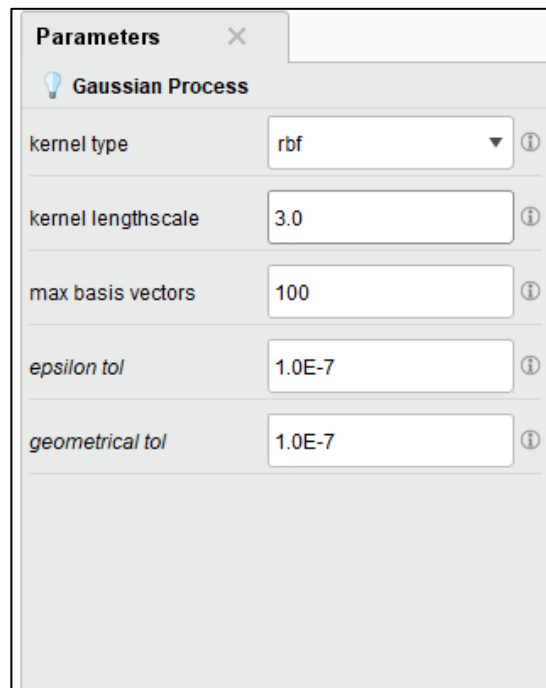 Parameters
Gaussian Process
kernel type rbf
kernel lengthscale 3.0
max basis vectors 100
epsilon tol 1.0E-7
geometrical tol 1.0E-7